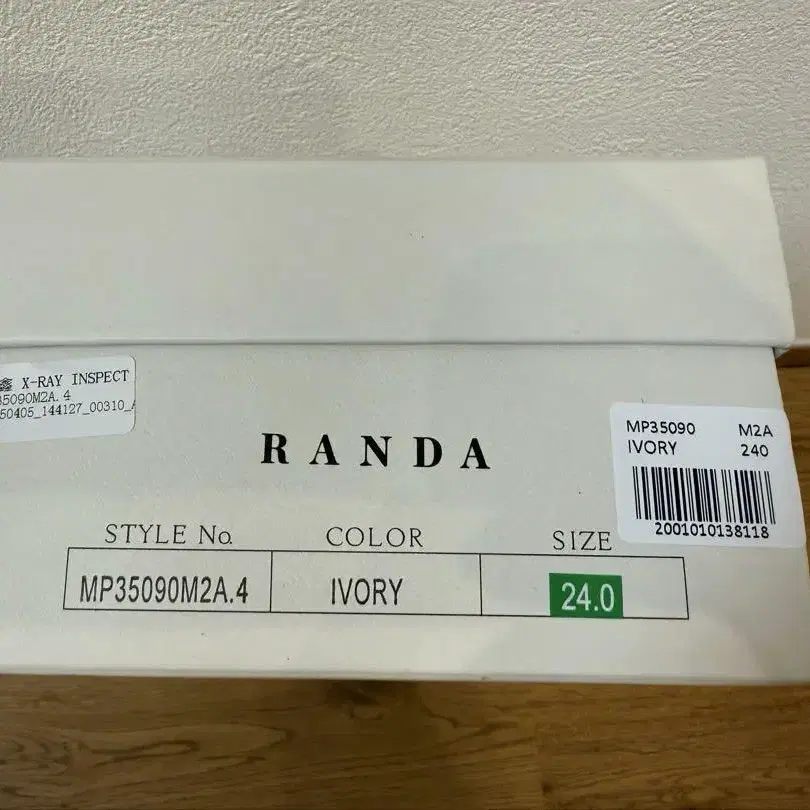 X-RAY INSPECT
35090M2A.4
50405_144127_00310_
RANDA
STYLE No.
COLOR
SIZE
MP35090M2A.4
IVORY
24.0
MP35090 M2A
IVORY 240
2001010138118